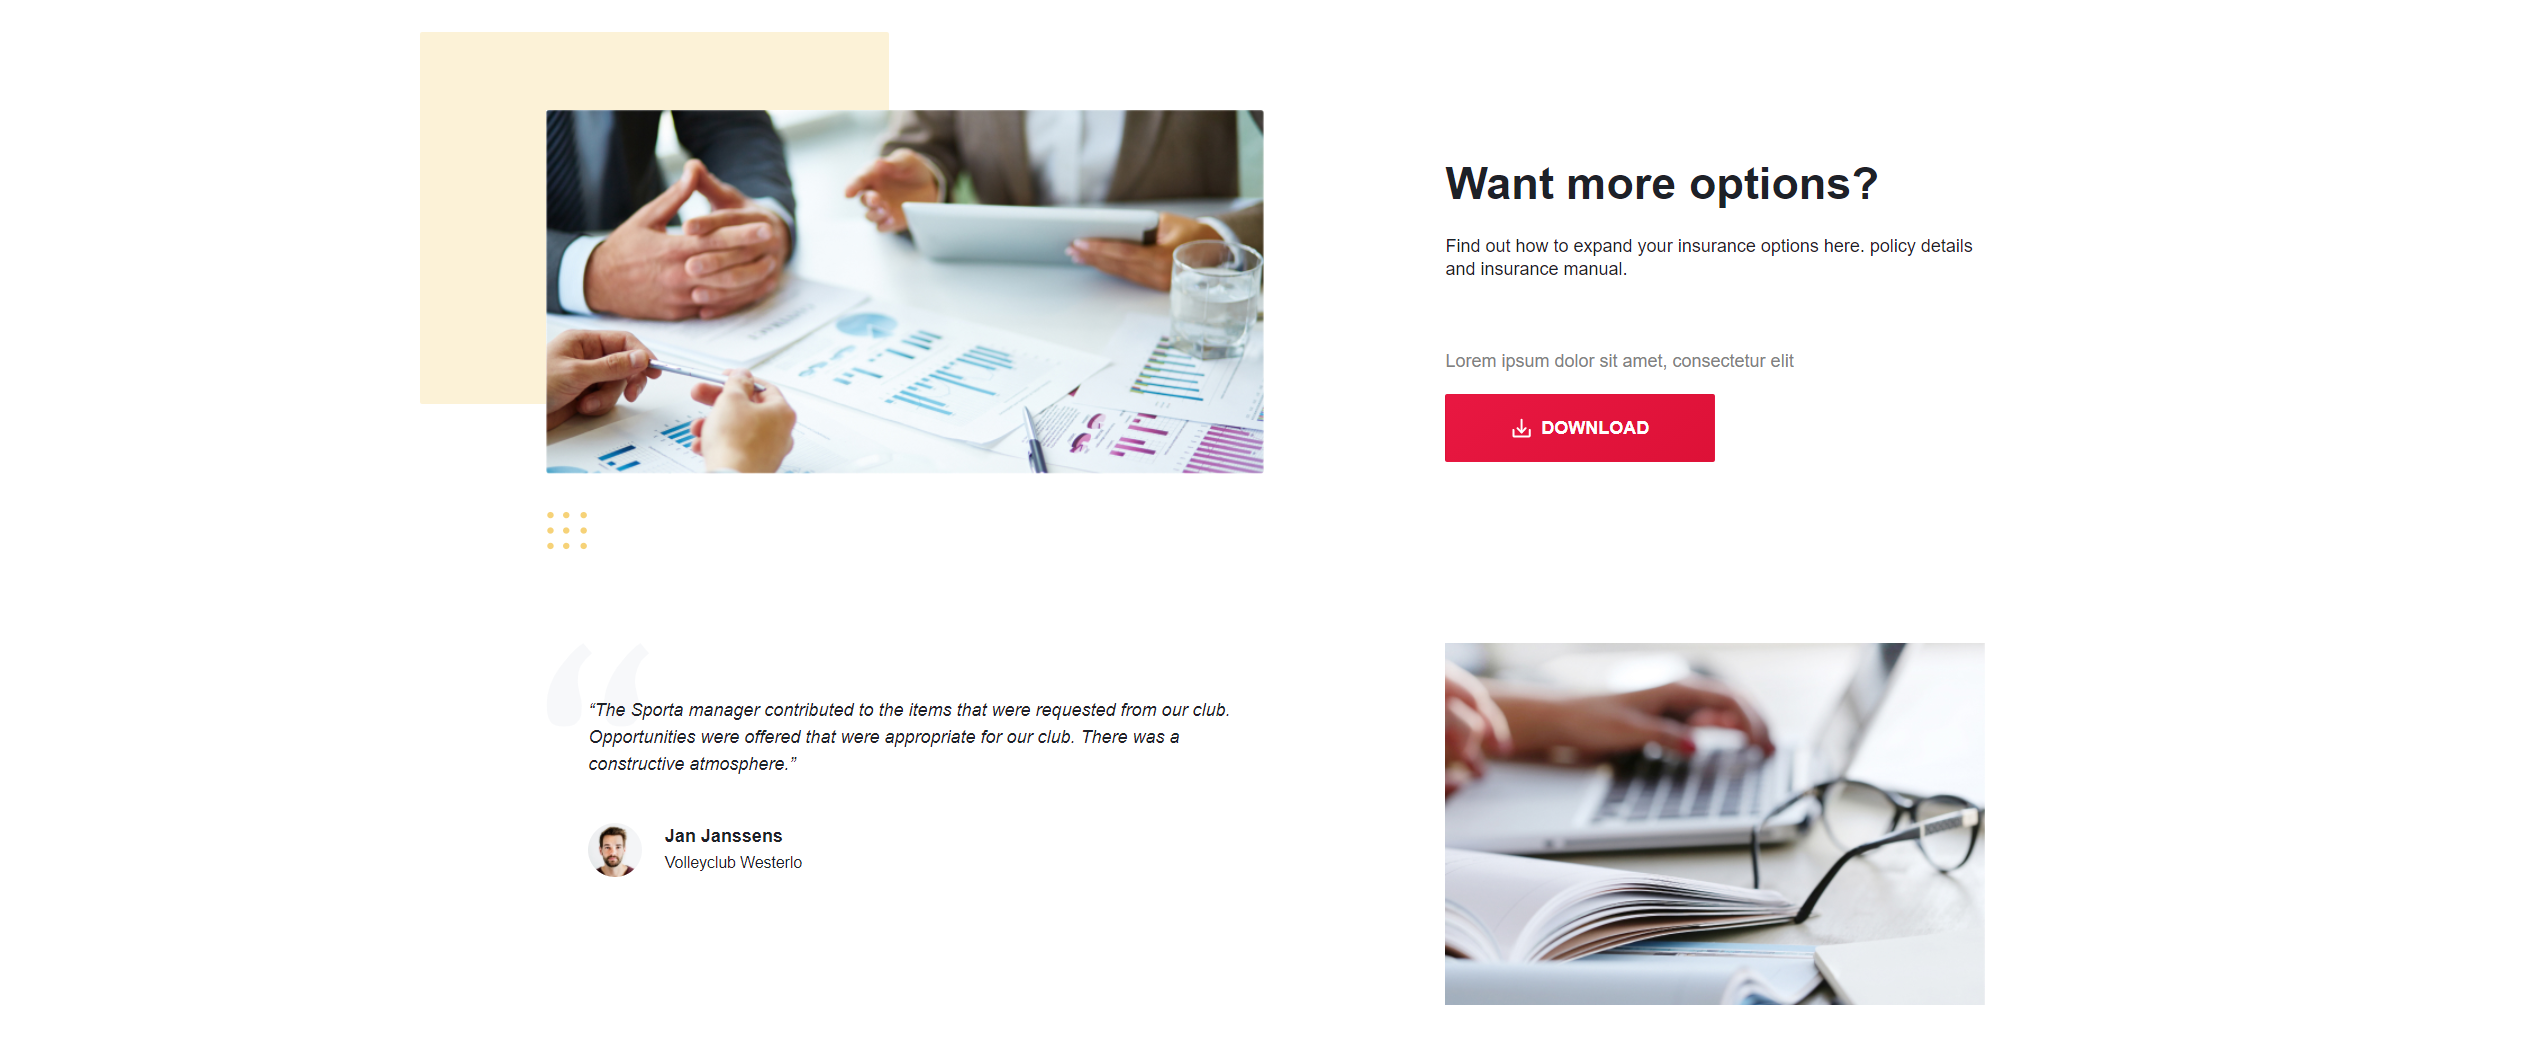 Want more options?
Find out how to expand your insurance options here. policy details
and insurance manual.
Lorem ipsum dolor sit amet, consectetur elit
DOWNLOAD
“The Sporta manager contributed to the items that were requested from our club.
Opportunities were offered that were appropriate for our club. There was a
constructive atmosphere.”
Jan Janssens
Volleyclub Westerlo